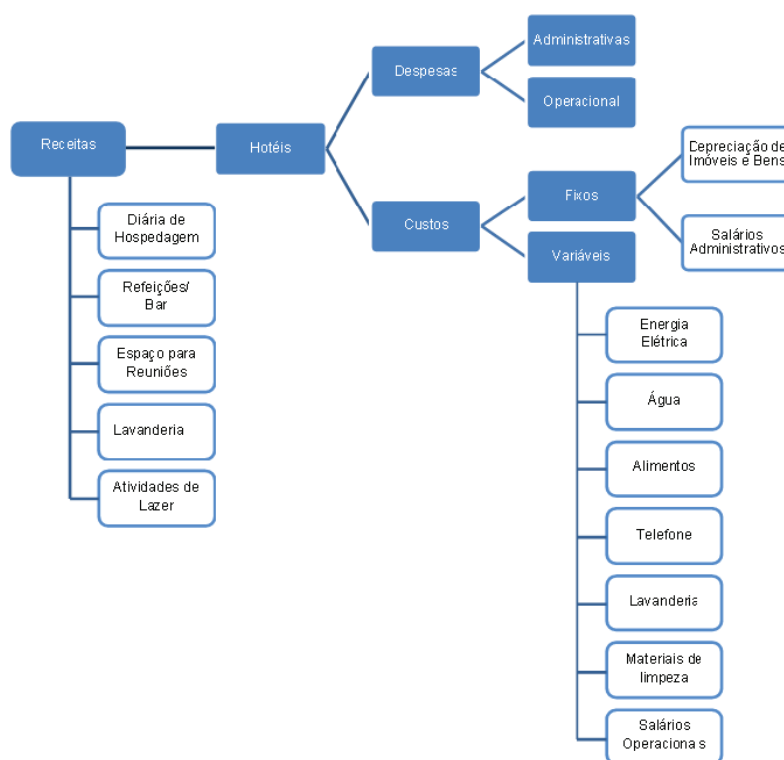 Receitas
Diária de
Hospedagem
Refeições/
Bar
Espaço para
Reuniões
Lavanderia
Atividades de
Lazer
Hotéis
Despesas
Administrativas
Operacional
Custos
Fixos
Depreciação de
Imóveis e Bens
Salários
Administrativos
Variáveis
Energia
Elétrica
Água
Alimentos
Telefone
Lavanderia
Materiais de
limpeza
Salários
Operacionais